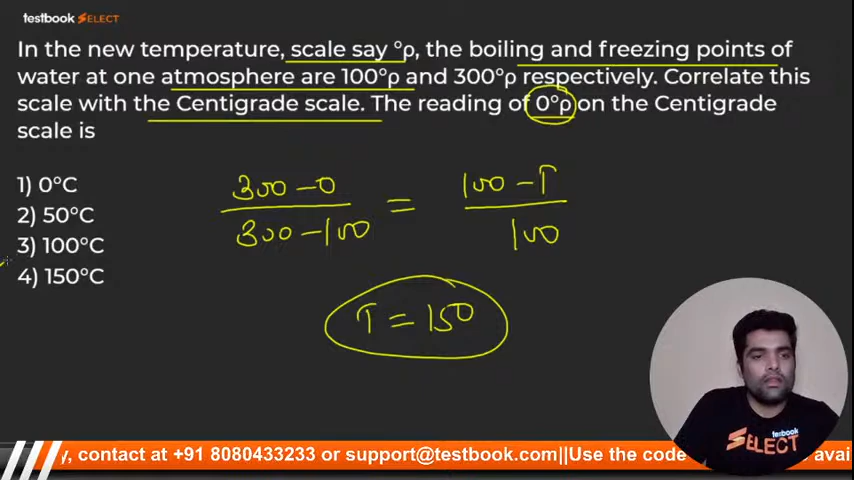 testbook SELECT
In the new temperature, scale say °ρ, the boiling and freezing points of
water at one atmosphere are 100°ρ and 300°ρ respectively. Correlate this
scale with the Centigrade scale. The reading of 0°ρ on the Centigrade
scale is
1) 0°C
2) 50°C
3) 100°C
4) 150°C
300 - 0
300 - 100
=
100 - T
100
T = 150
testbook
SELECT
y, contact at +91 8080433233 or support@testbook.com||Use the code
avai